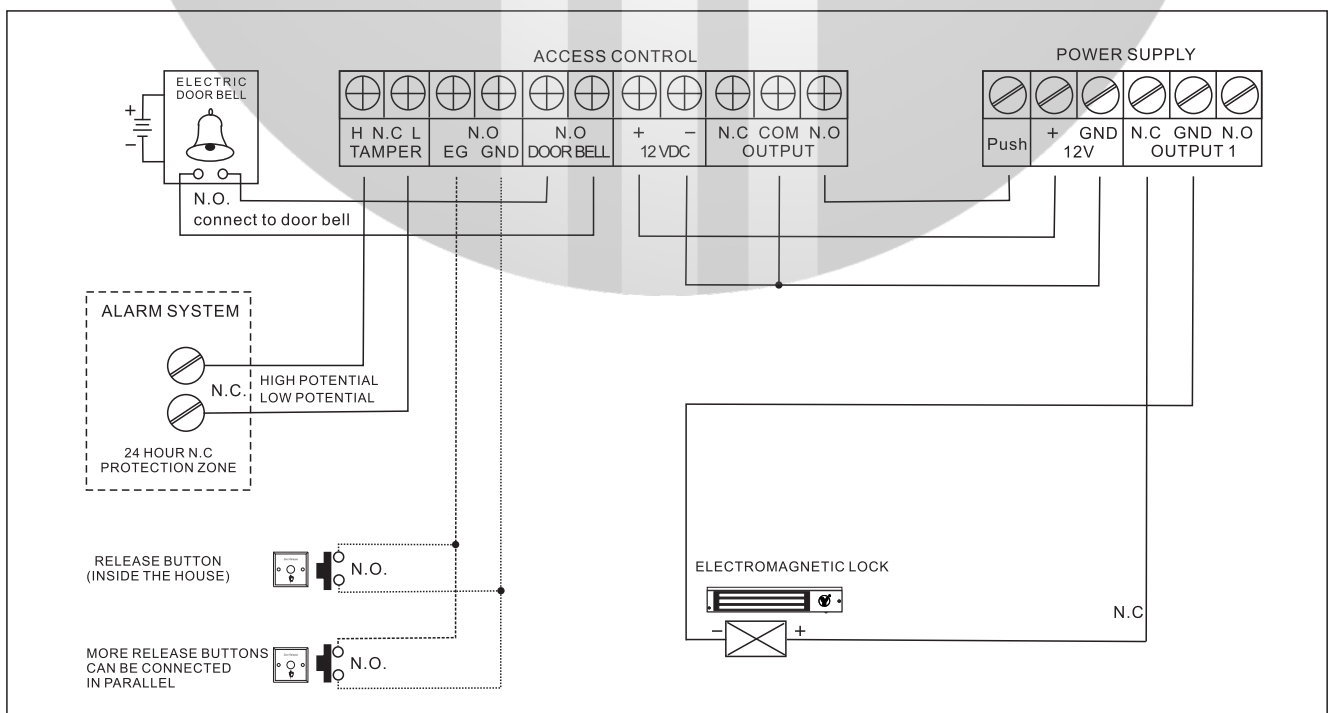 ACCESS CONTROL
POWER SUPPLY
ELECTRIC
DOOR BELL
+
−
H N.C L
TAMPER
N.O
EG GND
N.O
DOOR BELL
+ −
12 VDC
N.C COM N.O
OUTPUT
Push
+ GND
12V
N.C GND N.O
OUTPUT 1
N.O.
connect to door bell
ALARM SYSTEM
N.C.
HIGH POTENTIAL
LOW POTENTIAL
24 HOUR N.C
PROTECTION ZONE
RELEASE BUTTON
(INSIDE THE HOUSE)
N.O.
MORE RELEASE BUTTONS
CAN BE CONNECTED
IN PARALLEL
N.O.
ELECTROMAGNETIC LOCK
− +
N.C